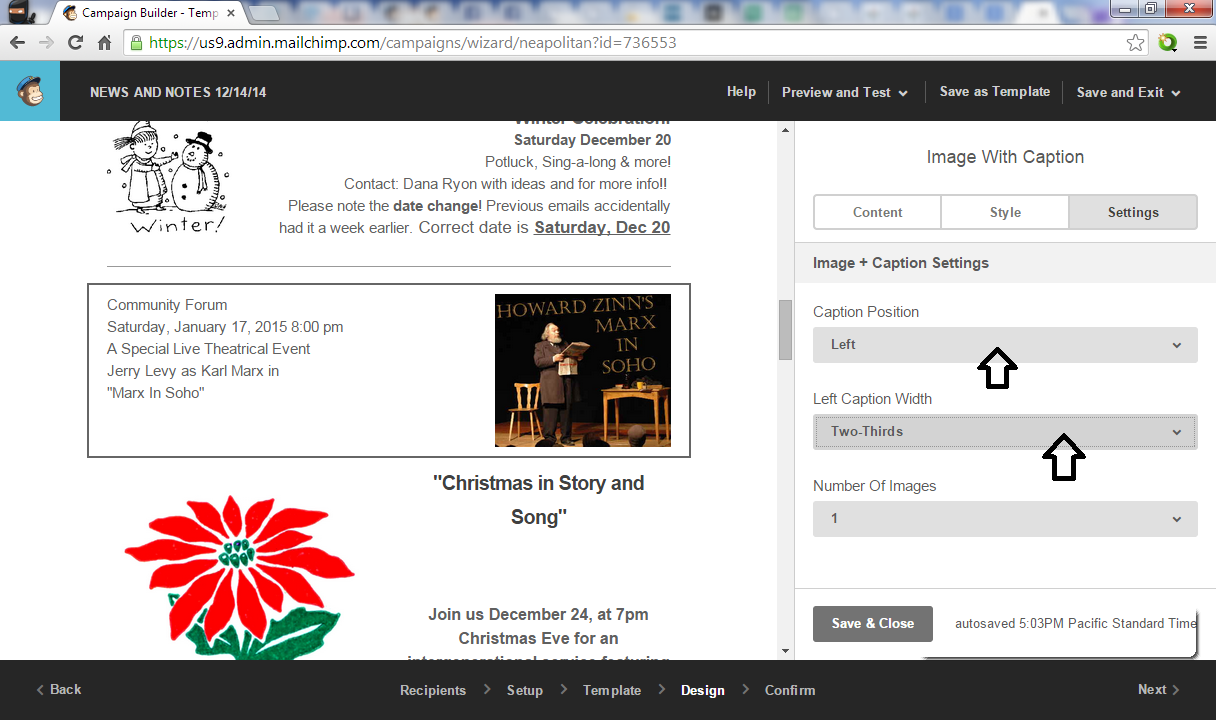 Campaign Builder - Temp
https://us9.admin.mailchimp.com/campaigns/wizard/neapolitan?id=736553
NEWS AND NOTES 12/14/14
Help
Preview and Test
Save as Template
Save and Exit
Winter Celebration!
Saturday December 20
Potluck, Sing-a-long & more!
Contact: Dana Ryon with ideas and for more info!!
Please note the date change! Previous emails accidentally
had it a week earlier. Correct date is Saturday, Dec 20
Winter!
Community Forum
Saturday, January 17, 2015 8:00 pm
A Special Live Theatrical Event
Jerry Levy as Karl Marx in
"Marx In Soho"
HOWARD ZINN'S
MARX
IN
SOHO
"Christmas in Story and
Song"
Join us December 24, at 7pm
Christmas Eve for an
intergenerational service featuring
Image With Caption
Content
Style
Settings
Image + Caption Settings
Caption Position
Left
Left Caption Width
Two-Thirds
Number Of Images
1
Save & Close
autosaved 5:03PM Pacific Standard Time
Back
Recipients
Setup
Template
Design
Confirm
Next